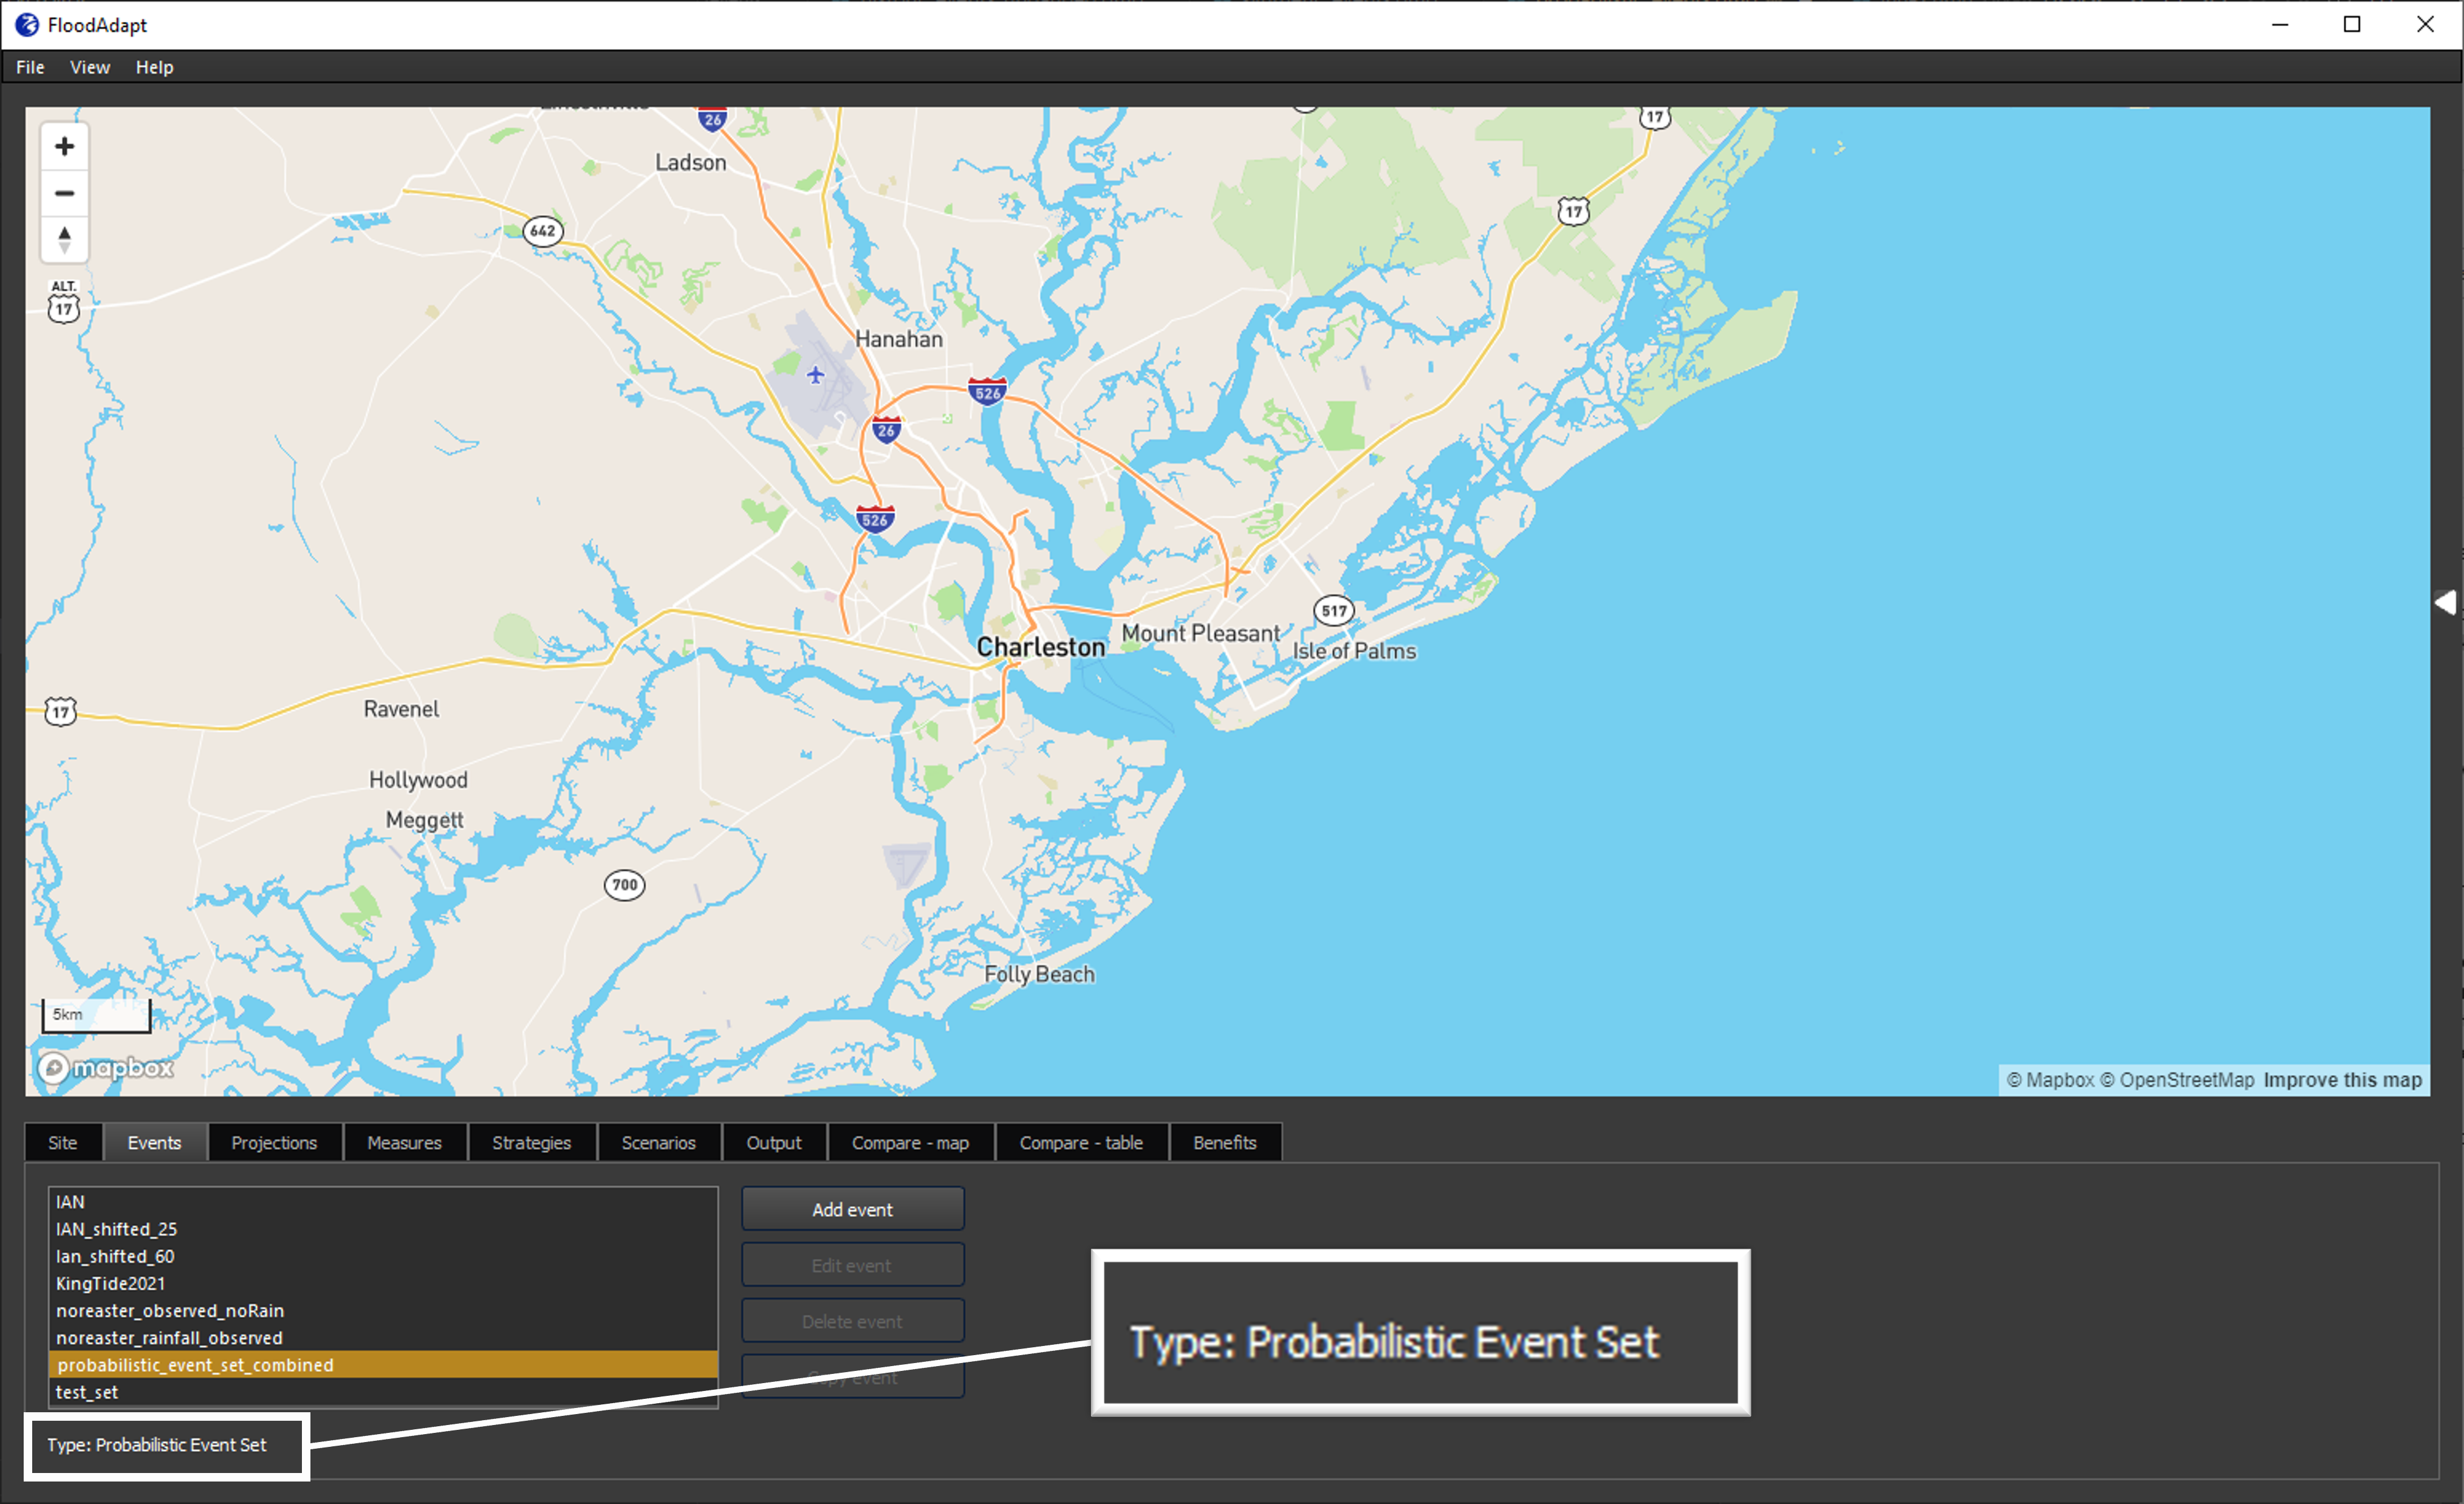 FloodAdapt
File View Help
26
17
Ladson
17
642
ALT.
17
Hanahan
526
26
526
517
Mount Pleasant
Charleston
Isle of Palms
17
Ravenel
Hollywood
Meggett
700
Folly Beach
5km
mapbox
© Mapbox © OpenStreetMap Improve this map
Site Events Projections Measures Strategies Scenarios Output Compare - map Compare - table Benefits
IAN
IAN_shifted_25
Ian_shifted_60
KingTide2021
noreaster_observed_noRain
noreaster_rainfall_observed
probabilistic_event_set_combined
test_set
Add event
Edit event
Delete event
Copy event
Type: Probabilistic Event Set
Type: Probabilistic Event Set